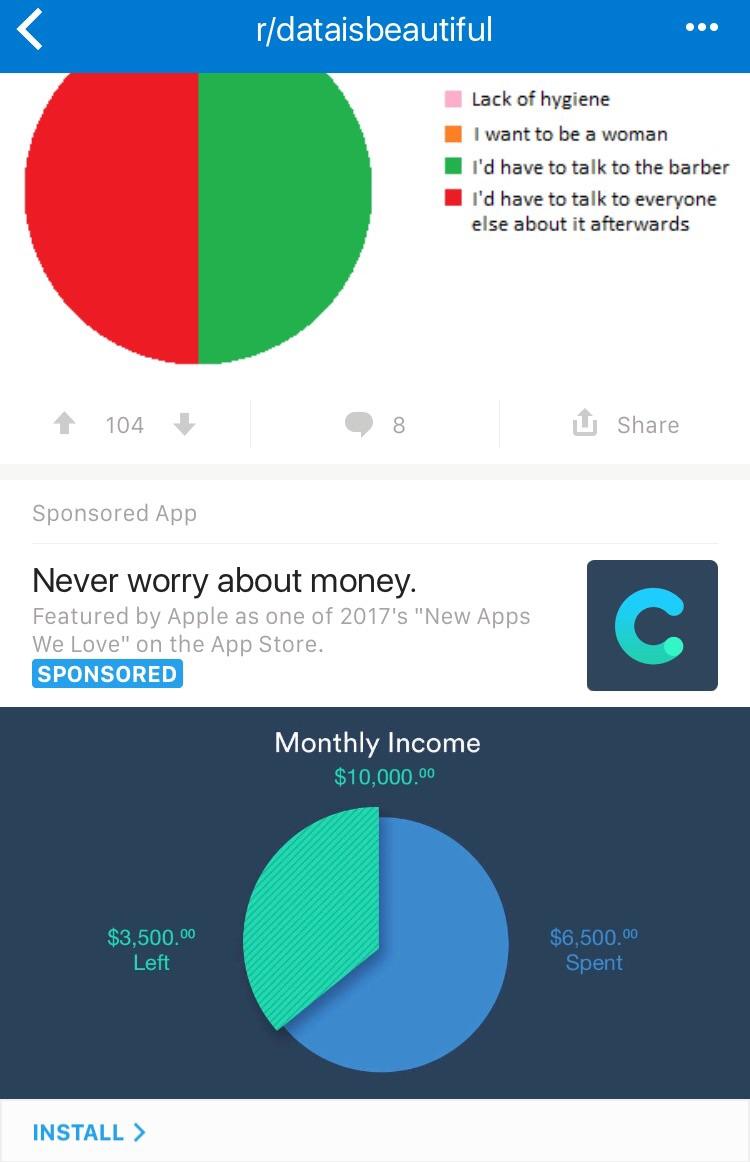 r/dataisbeautiful
Lack of hygiene
I want to be a woman
I'd have to talk to the barber
I'd have to talk to everyone
else about it afterwards
104
8
Share
Sponsored App
Never worry about money.
Featured by Apple as one of 2017's "New Apps
We Love" on the App Store.
SPONSORED
Monthly Income
$10,000.00
$3,500.00
Left
$6,500.00
Spent
INSTALL